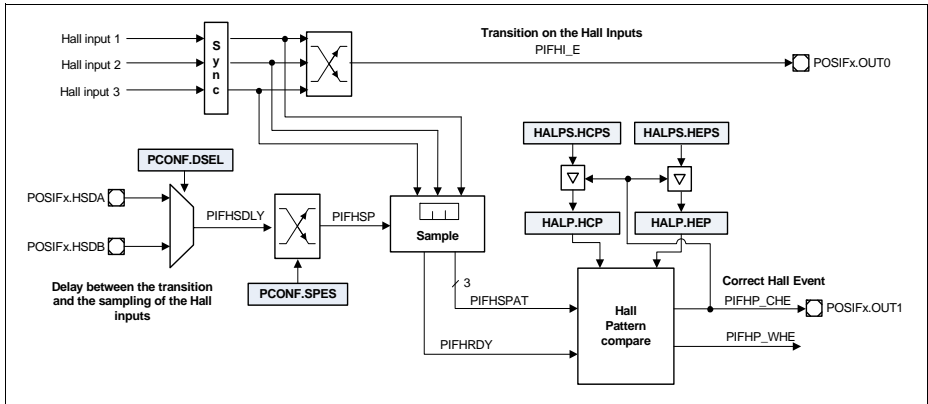 Hall input 1
Hall input 2
Hall input 3
S
y
n
c
Transition on the Hall Inputs
PIFHI_E
POSIFx.OUT0
HALPS.HCPS
HALPS.HEPS
PCONF.DSEL
POSIFx.HSDA
PIFHSDLY
PIFHSP
Sample
HALP.HCP
HALP.HEP
POSIFx.HSDB
Delay between the transition
and the sampling of the Hall
inputs
PCONF.SPES
3
PIFHSPAT
PIFHRDY
Hall
Pattern
compare
Correct Hall Event
PIFHP_CHE
POSIFx.OUT1
PIFHP_WHE